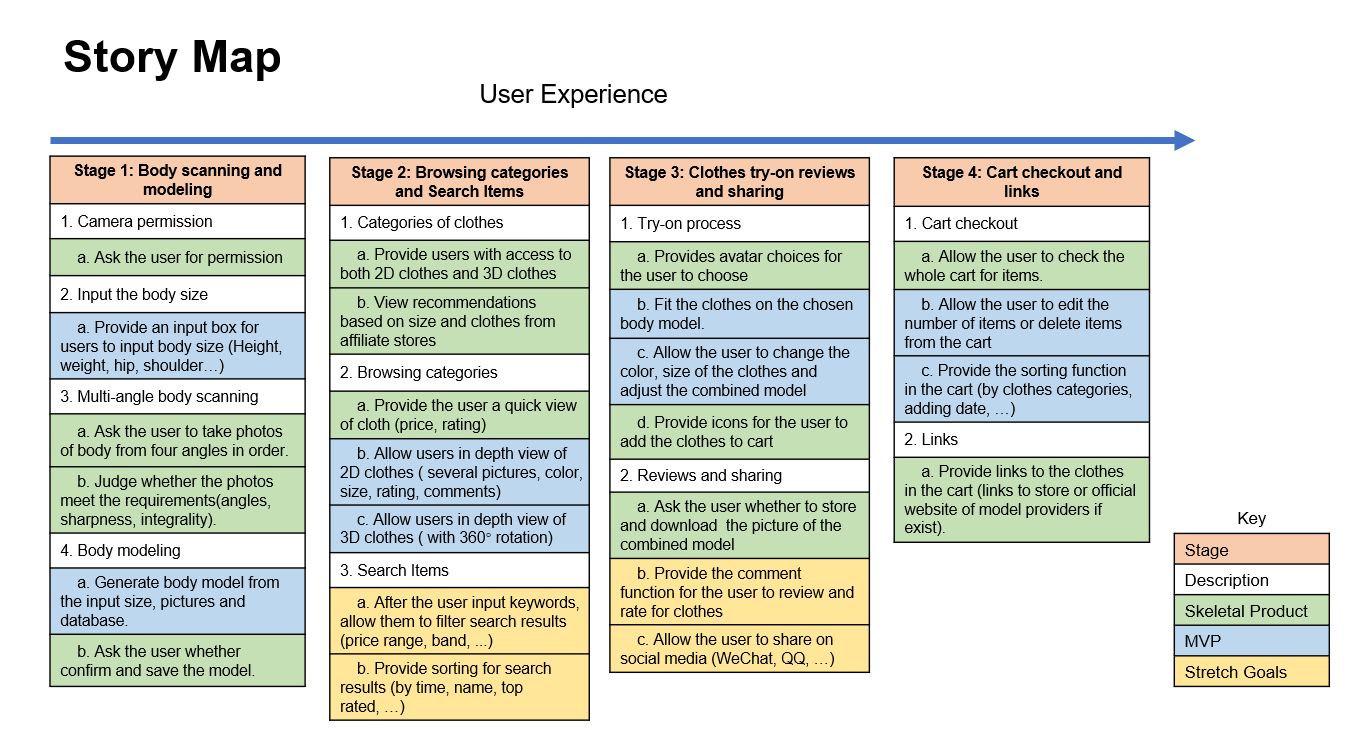 Story Map
User Experience
Stage 1: Body scanning and
modeling
1. Camera permission
a. Ask the user for permission
2. Input the body size
a. Provide an input box for
users to input body size (Height,
weight, hip, shoulder…)
3. Multi-angle body scanning
a. Ask the user to take photos
of body from four angles in order.
b. Judge whether the photos
meet the requirements(angles,
sharpness, integrality).
4. Body modeling
a. Generate body model from
the input size, pictures and
database.
b. Ask the user whether
confirm and save the model.
Stage 2: Browsing categories
and Search Items
1. Categories of clothes
a. Provide users with access to
both 2D clothes and 3D clothes
b. View recommendations
based on size and clothes from
affiliate stores
2. Browsing categories
a. Provide the user a quick view
of cloth (price, rating)
b. Allow users in depth view of
2D clothes ( several pictures, color,
size, rating, comments)
c. Allow users in depth view of
3D clothes ( with 360° rotation)
3. Search Items
a. After the user input keywords,
allow them to filter search results
(price range, band, ...)
b. Provide sorting for search
results (by time, name, top
rated, …)
Stage 3: Clothes try-on reviews
and sharing
1. Try-on process
a. Provides avatar choices for
the user to choose
b. Fit the clothes on the chosen
body model.
c. Allow the user to change the
color, size of the clothes and
adjust the combined model
d. Provide icons for the user to
add the clothes to cart
2. Reviews and sharing
a. Ask the user whether to store
and download  the picture of the
combined model
b. Provide the comment
function for the user to review and
rate for clothes
c. Allow the user to share on
social media (WeChat, QQ, …)
Stage 4: Cart checkout and
links
1. Cart checkout
a. Allow the user to check the
whole cart for items.
b. Allow the user to edit the
number of items or delete items
from the cart
c. Provide the sorting function
in the cart (by clothes categories,
adding date, …)
2. Links
a. Provide links to the clothes
in the cart (links to store or official
website of model providers if
exist).
Key
Stage
Description
Skeletal Product
MVP
Stretch Goals